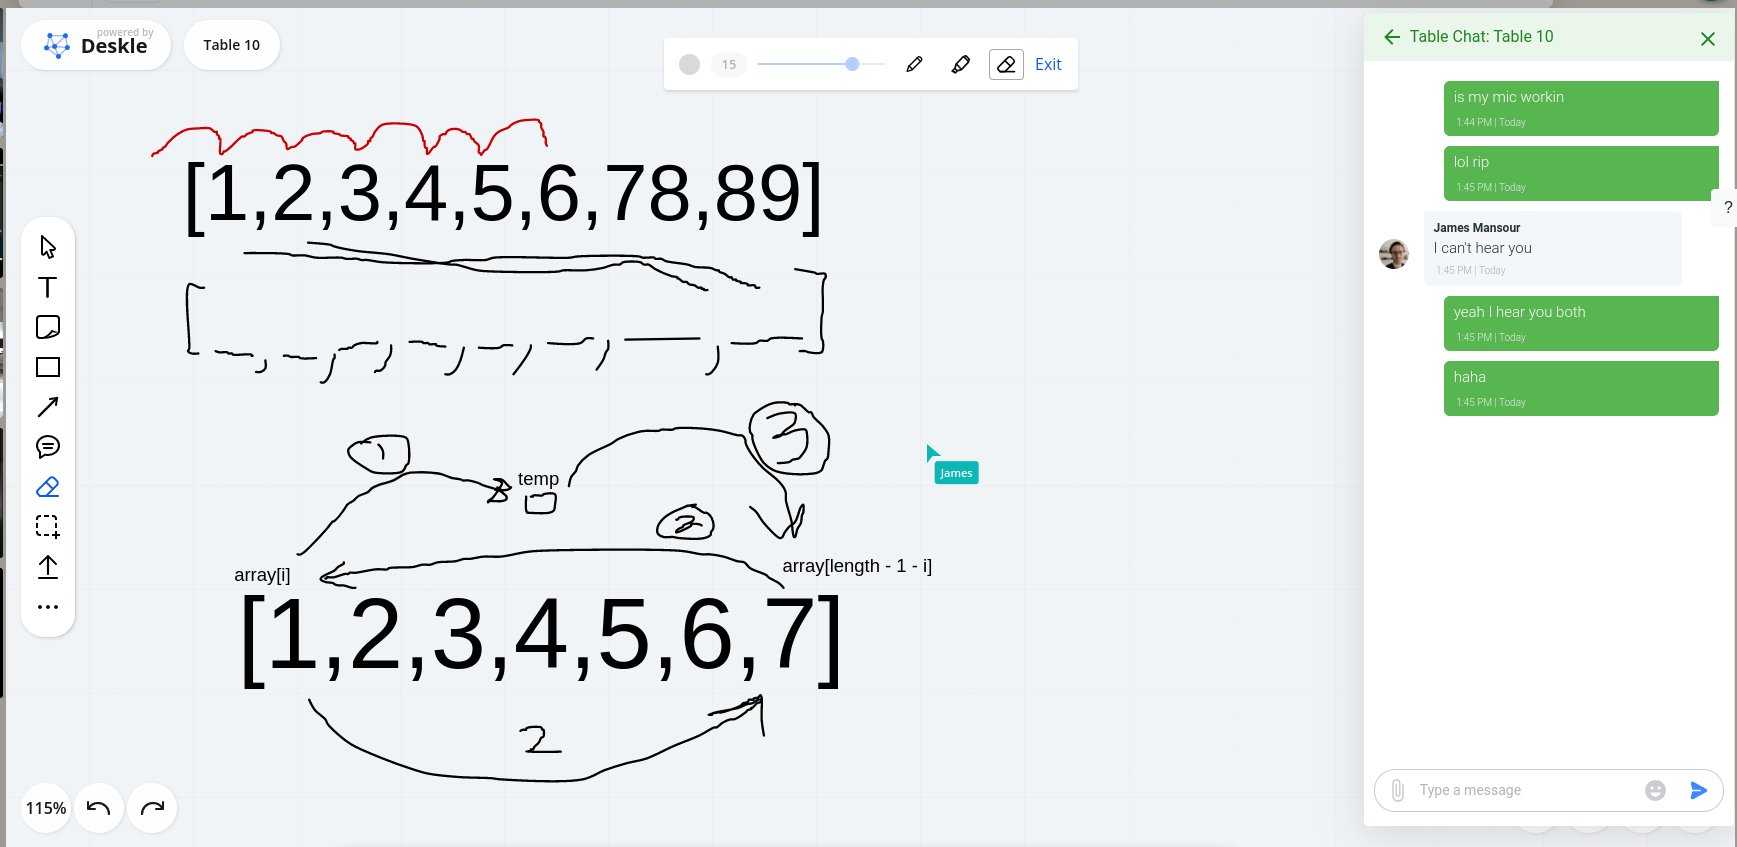 powered by
Deskle
Table 10
15
Exit
[1,2,3,4,5,6,78,89]
[_,_,_,_,_,_,_,_]
1
3
temp
2
array[i]
array[length - 1 - i]
[1,2,3,4,5,6,7]
2
James
115%
Table Chat: Table 10
is my mic workin
1:44 PM | Today
lol rip
1:45 PM | Today
?
James Mansour
I can't hear you
1:45 PM | Today
yeah I hear you both
1:45 PM | Today
haha
1:45 PM | Today
Type a message